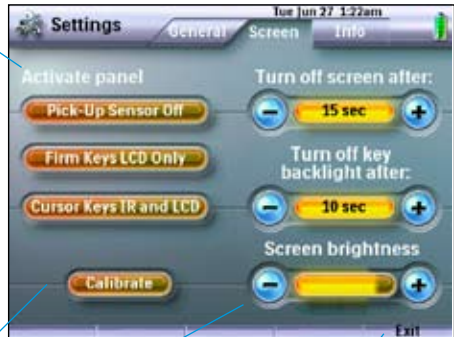 Tue Jun 27 1:22am
Settings
General
Screen
Info
Activate panel
Pick-Up Sensor Off
Firm Keys LCD Only
Cursor Keys IR and LCD
Calibrate
Turn off screen after:
15 sec
Turn off key
backlight after:
10 sec
Screen brightness
Exit